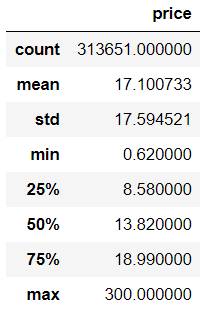 price
count 313651.000000
mean 17.100733
std 17.594521
min 0.620000
25% 8.580000
50% 13.820000
75% 18.990000
max 300.000000